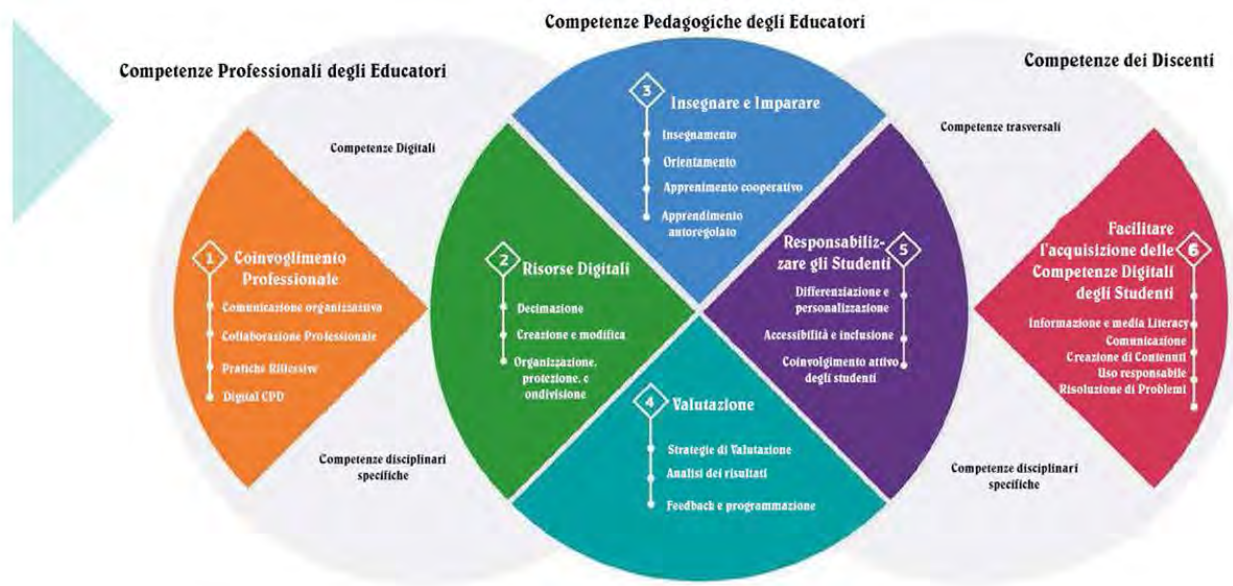 Competenze Pedagogiche degli Educatori
Competenze Professionali degli Educatori
Competenze dei Discenti
Competenze Digitali
Competenze trasversali
1
Coinvoglimento
Professionale
Comunicazione organizzativa
Collaborazione Professionale
Pratiche Riflessive
Digital CPD
2
Risorse Digitali
Decimazione
Creazione e modifica
Organizzazione,
protezione, e
ondivisione
3
Insegnare e Imparare
Insegnamento
Orientamento
Apprenimento cooperativo
Apprendimento
autoregolato
4
Valutazione
Strategie di Valutazione
Analisi dei risultati
Feedback e programmazione
5
Responsabiliz-
zare gli Studenti
Differenziazione e
personalizzazione
Accessibilità e inclusione
Coinvolgimento attivo
degli studenti
6
Facilitare
l'acquisizione delle
Competenze Digitali
degli Studenti
Informazione e media Literacy
Comunicazione
Creazione di Contenuti
Uso responsabile
Risoluzione di Problemi
Competenze disciplinari
specifiche
Competenze disciplinari
specifiche